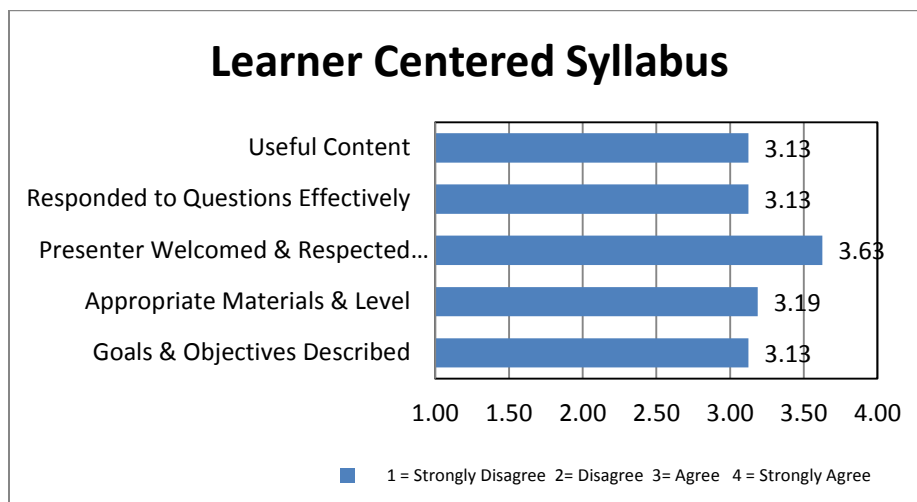 Learner Centered Syllabus
Useful Content
3.13
Responded to Questions Effectively
3.13
Presenter Welcomed & Respected…
3.63
Appropriate Materials & Level
3.19
Goals & Objectives Described
3.13
1.00 1.50 2.00 2.50 3.00 3.50 4.00
1 = Strongly Disagree 2= Disagree 3= Agree 4 = Strongly Agree